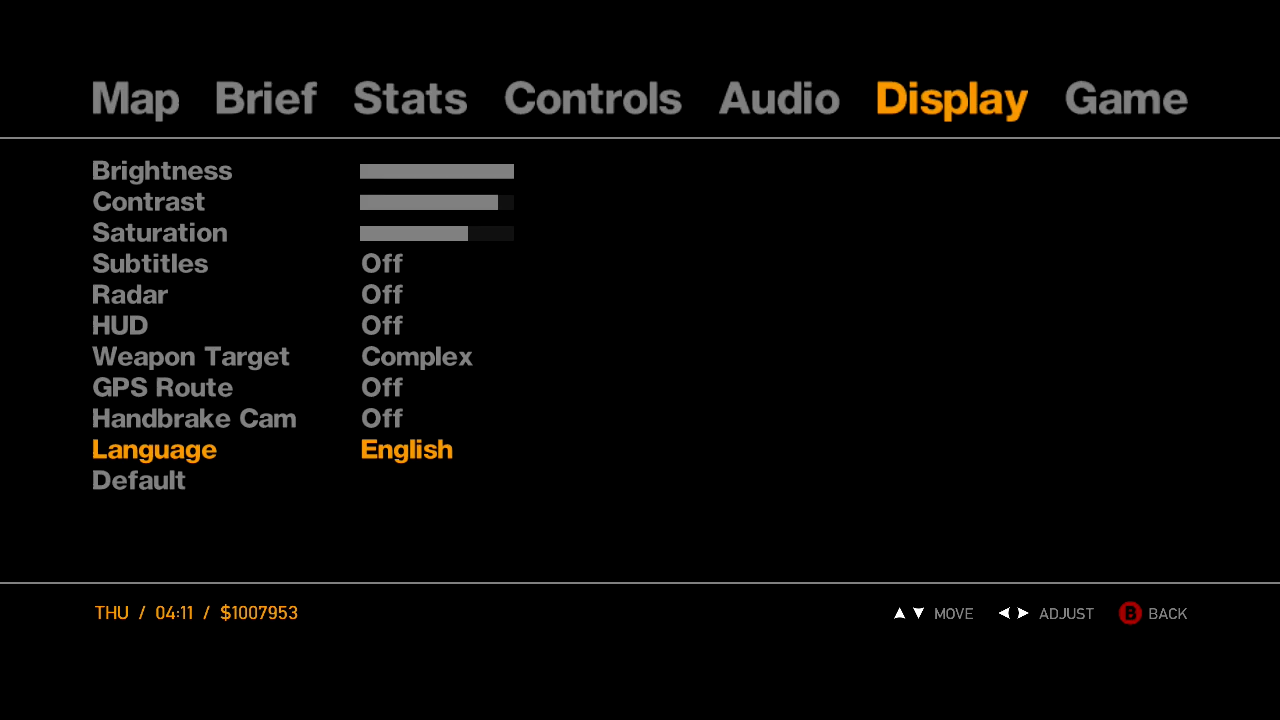 Map Brief Stats Controls Audio Display Game
Brightness
Contrast
Saturation
Subtitles Off
Radar Off
HUD Off
Weapon Target Complex
GPS Route Off
Handbrake Cam Off
Language English
Default
THU / 04:11 / $1007953 MOVE ADJUST B BACK